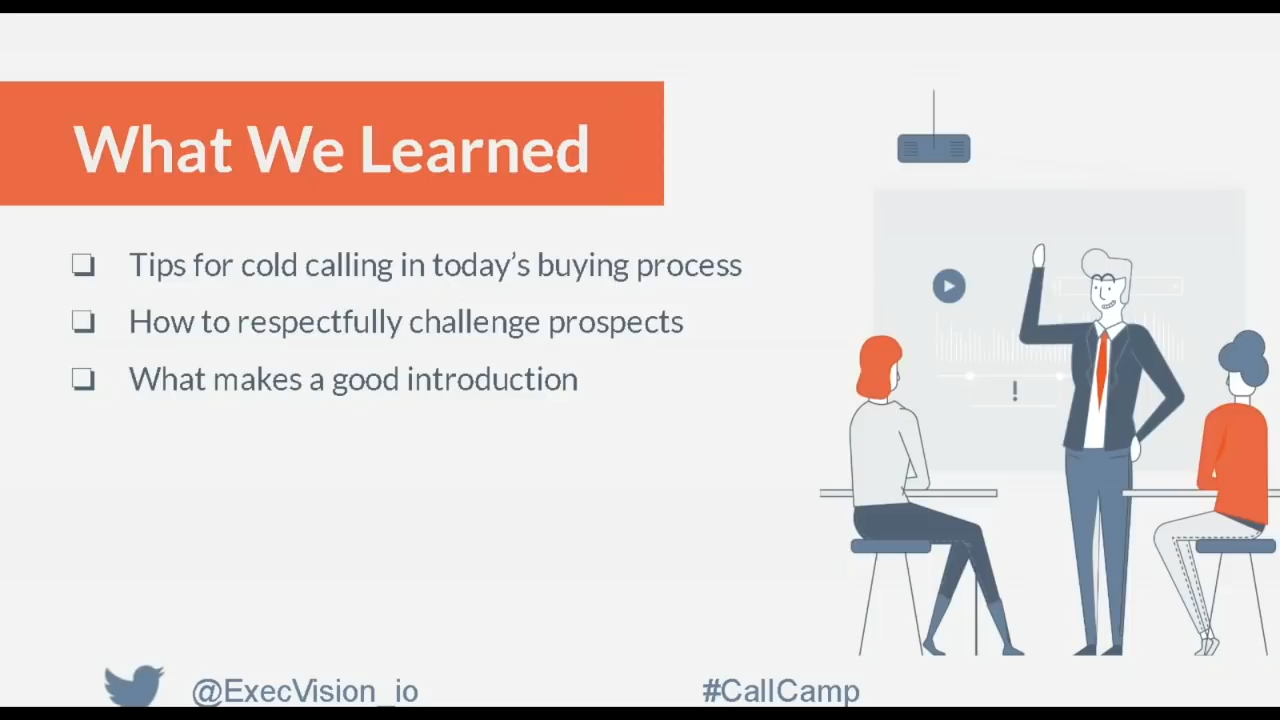 What We Learned
Tips for cold calling in today's buying process
How to respectfully challenge prospects
What makes a good introduction
!
@ExecVision_io
#CallCamp